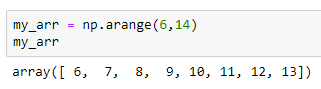 my_arr = np.arange(6,14)
my_arr
array([ 6,  7,  8,  9, 10, 11, 12, 13])